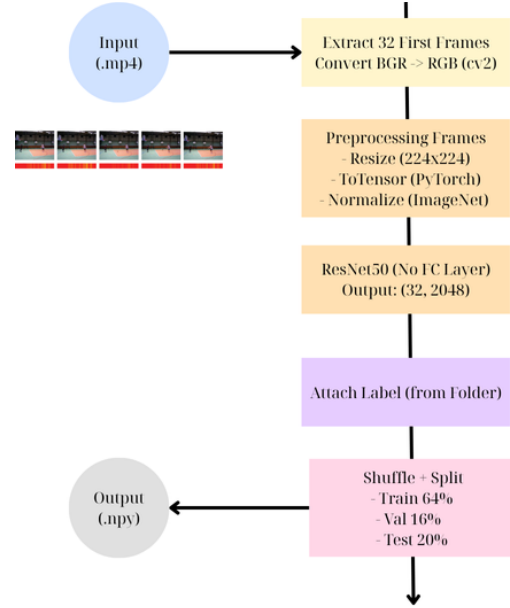 Input
(.mp4)
Extract 32 First Frames
Convert BGR -> RGB (cv2)
Preprocessing Frames
- Resize (224x224)
- ToTensor (PyTorch)
- Normalize (ImageNet)
ResNet50 (No FC Layer)
Output: (32, 2048)
Attach Label (from Folder)
Output
(.npy)
Shuffle + Split
- Train 64%
- Val 16%
- Test 20%